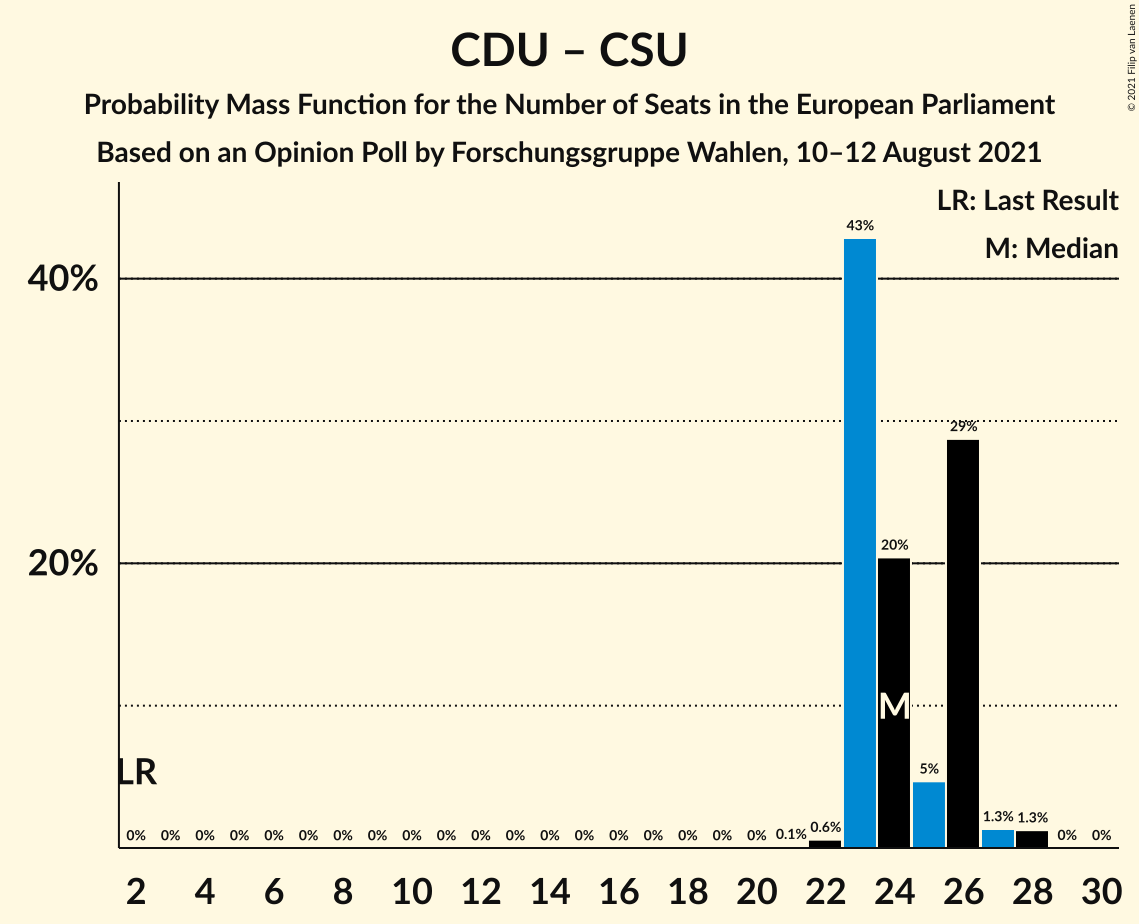 CDU – CSU
Probability Mass Function for the Number of Seats in the European Parliament
Based on an Opinion Poll by Forschungsgruppe Wahlen, 10–12 August 2021
© 2021 Filip van Laenen
LR: Last Result
M: Median
43%
40%
29%
20%
20%
M
LR
5%
0% 0% 0% 0% 0% 0% 0% 0% 0% 0% 0% 0% 0% 0% 0% 0% 0% 0% 0% 0.1% 0.6% 1.3% 1.3% 0% 0%
2 4 6 8 10 12 14 16 18 20 22 24 26 28 30